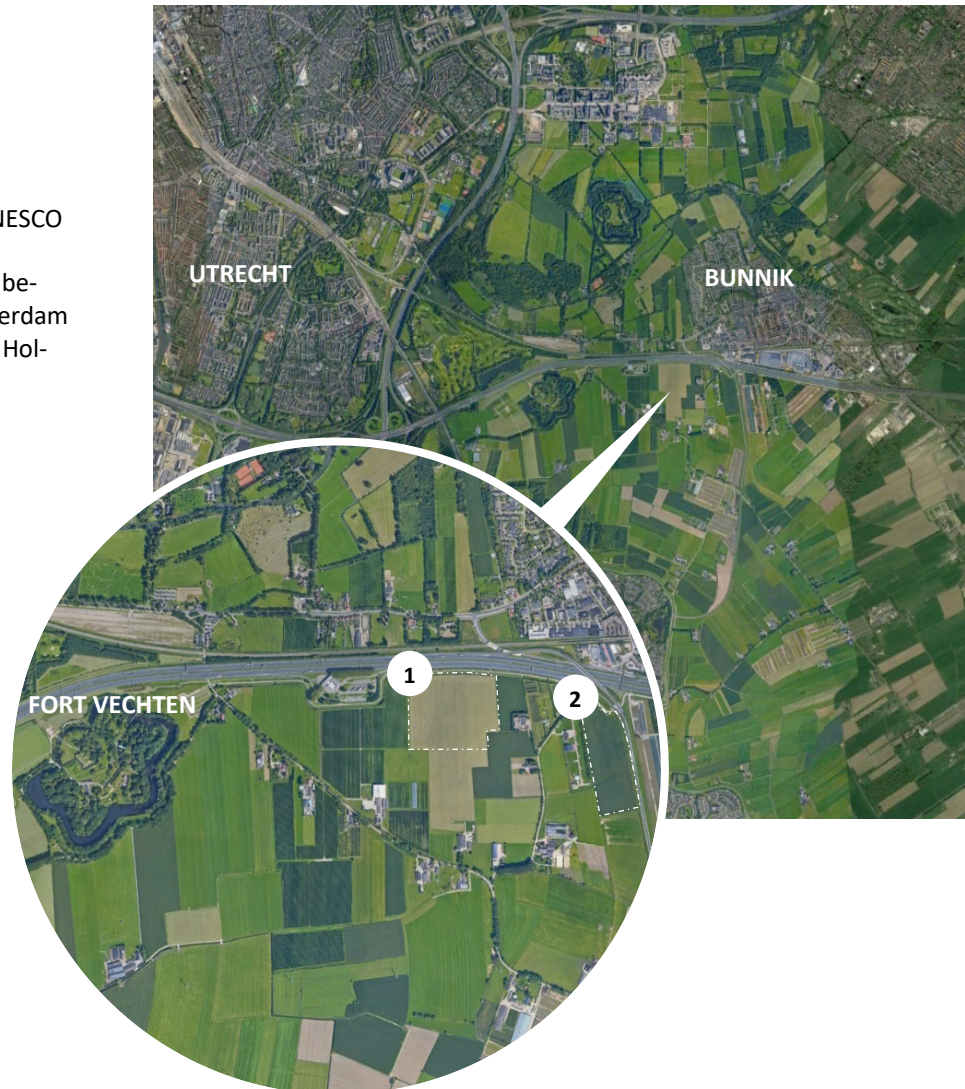 NESCO
be-
erdam
Hol-
UTRECHT
BUNNIK
1
2
FORT VECHTEN